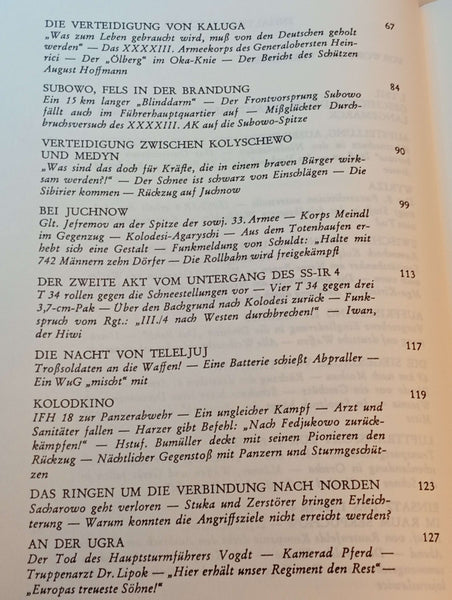 DIE VERTEIDIGUNG VON KALUGA 67
„Was zum Leben gebraucht wird, muß von den Deutschen geholt
werden“ — Das XXXXIII. Armeekorps des Generalobersten Hein-
rici — Der „Ölberg“ im Oka-Knie — Der Bericht des Schützen
August Hoffmann
SUBOWO, FELS IN DER BRANDUNG 84
Ein 15 km langer „Blinddarm“ — Der Frontvorsprung Subowo
fällt auch im Führerhauptquartier auf — Mißglückter Durch-
bruchsversuch des XXXXIII. AK auf die Subowo-Spitze
VERTEIDIGUNG ZWISCHEN KOLYSCHEWO
UND MEDYN 90
„Was sind das doch für Kräfte, die in einem braven Bürger wirk-
sam werden?!“ — Der Schnee ist schwarz von Einschlägen — Die
Sibirier kommen — Rückzug auf Juchnow
BEI JUCHNOW 99
Glt. Jefremov an der Spitze der sowj. 33. Armee — Korps Meindl
im Gegenzug — Kolodesi-Agaryschi — Aus dem Totenhaufen er-
hebt sich eine Gestalt — Funkmeldung von Schuldt: „Halte mit
742 Männern zehn Dörfer — Die Rollbahn wird freigekämpft
DER ZWEITE AKT VOM UNTERGANG DES SS-IR 4 113
T 34 rollen gegen die Schneestellungen vor — Vier T 34 gegen drei
3,7-cm-Pak — Über den Bachgrund nach Kolodesi zurück — Funk-
spruch vom Rgt.: „III./4 nach Westen durchbrechen!“ — Iwan,
der Hiwi
DIE NACHT VON TELELJUJ 117
Troßsoldaten an die Waffen! — Eine Batterie schießt Abpraller —
Ein WuG „mischt“ mit
KOLODKINO 119
IFH 18 zur Panzerabwehr — Ein ungleicher Kampf — Arzt und
Sanitäter fallen — Harzer gibt Befehl: „Nach Fedjukowo zurück-
kämpfen!“ — Hstuf. Bumüller deckt mit seinen Pionieren den
Rückzug — Nächtlicher Gegenstoß mit Panzern und Sturmgeschüt-
zen
DAS RINGEN UM DIE VERBINDUNG NACH NORDEN 123
Sacharowo geht verloren — Stuka und Zerstörer bringen Erleich-
terung — Warum konnten die Angriffsziele nicht erreicht werden?
AN DER UGRA 127
Der Tod des Hauptsturmführers Vogdt — Kamerad Pferd —
Truppenarzt Dr. Lipok — „Hier erhält unser Regiment den Rest“ —
„Europas treueste Söhne!“